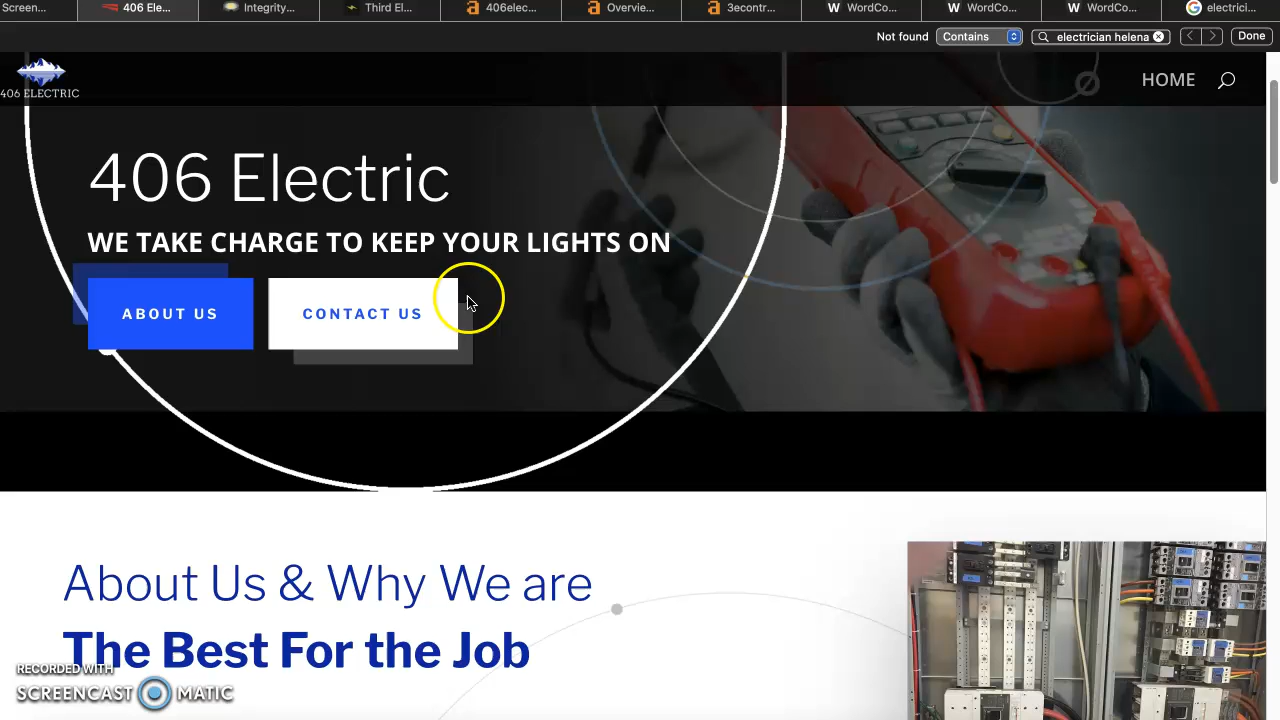 Screen...
406 Ele...
Integrity...
Third El...
406elec...
Overvie...
3econtr...
W WordCo...
W WordCo...
W WordCo...
G electrici...
Not found
Contains
electrician helena
Done
406 ELECTRIC
HOME
406 Electric
WE TAKE CHARGE TO KEEP YOUR LIGHTS ON
ABOUT US
CONTACT US
About Us & Why We are
The Best For the Job
RECORDED WITH
SCREENCAST MATIC